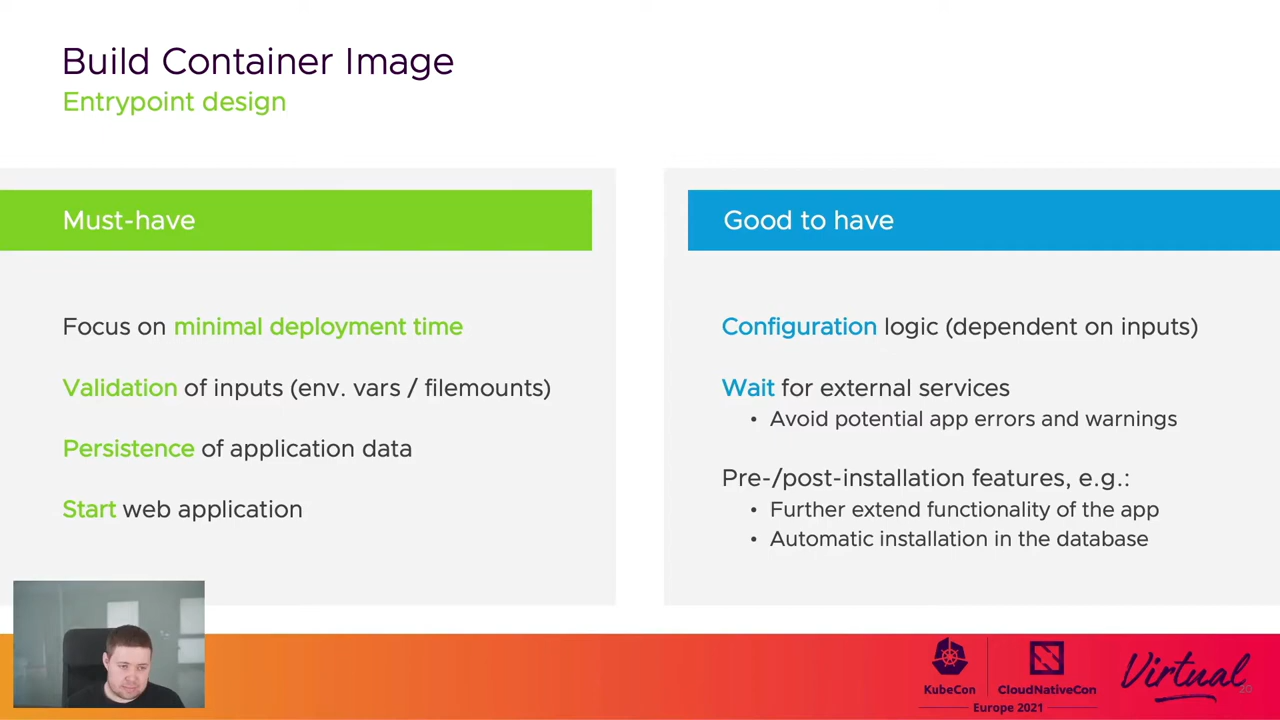 Build Container Image
Entrypoint design
Must-have
Focus on minimal deployment time
Validation of inputs (env. vars / filemounts)
Persistence of application data
Start web application
Good to have
Configuration logic (dependent on inputs)
Wait for external services
• Avoid potential app errors and warnings
Pre-/post-installation features, e.g.:
• Further extend functionality of the app
• Automatic installation in the database
KubeCon
CloudNativeCon
Europe 2021
Virtual
20